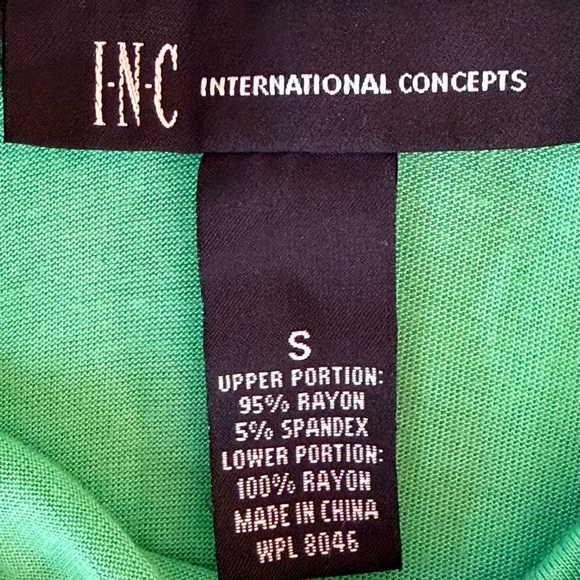 I-N-C INTERNATIONAL CONCEPTS
S
UPPER PORTION:
95% RAYON
5% SPANDEX
LOWER PORTION:
100% RAYON
MADE IN CHINA
WPL 8046